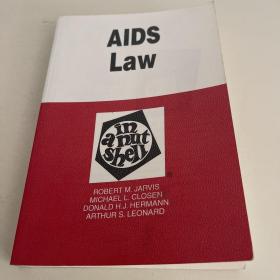 AIDS
Law
in
a nut
shell
®
ROBERT M. JARVIS
MICHAEL L. CLOSEN
DONALD H.J. HERMANN
ARTHUR S. LEONARD